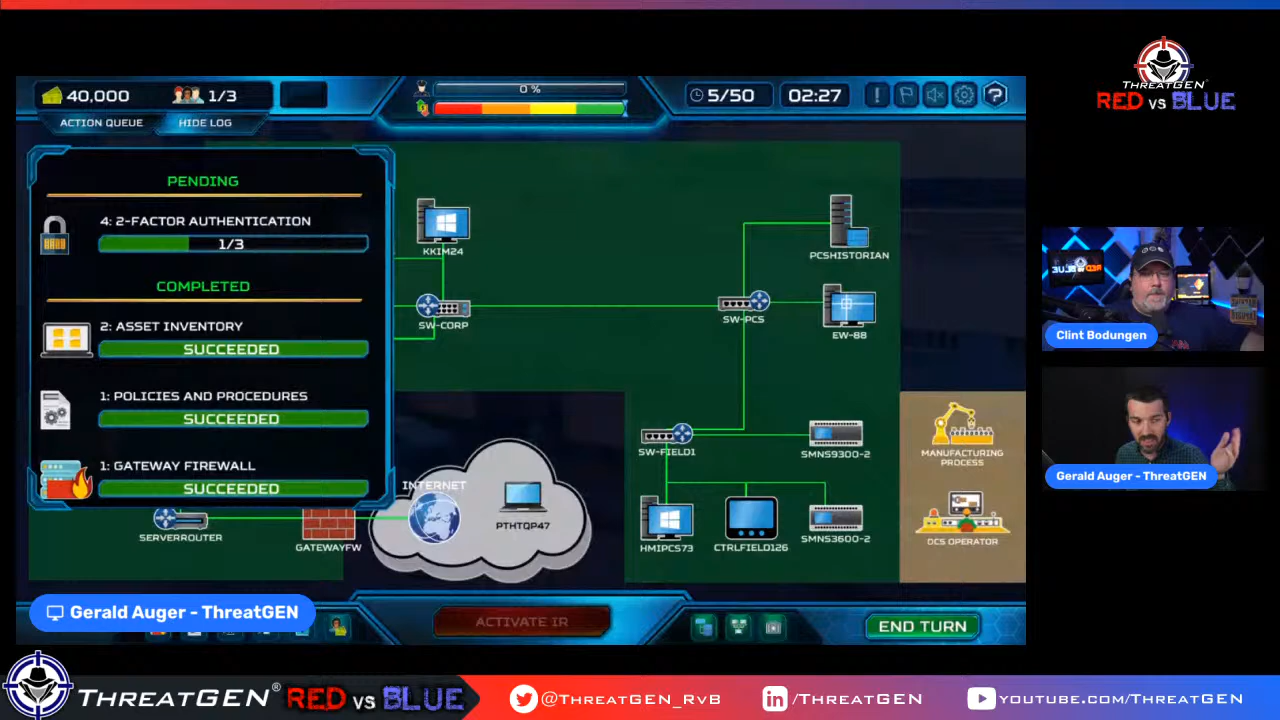 40,000
1/3
0 %
5/50
02:27
!
?
ACTION QUEUE
HIDE LOG
PENDING
4: 2-FACTOR AUTHENTICATION
1/3
COMPLETED
2: ASSET INVENTORY
SUCCEEDED
1: POLICIES AND PROCEDURES
SUCCEEDED
1: GATEWAY FIREWALL
SUCCEEDED
KKIM24
SW-CORP
PCSHISTORIAN
SW-PCS
EW-88
SW-FIELD1
SMNS9300-2
HMIPCS73
CTRLFIELD126
SMNS3600-2
MANUFACTURING
PROCESS
DCS OPERATOR
INTERNET
PTHTQP47
SERVERROUTER
GATEWAYFW
Gerald Auger - ThreatGEN
ACTIVATE IR
END TURN
THREATGEN
RED vs BLUE
Clint Bodungen
Gerald Auger - ThreatGEN
THREATGEN® RED vs BLUE
@THREATGEN_RVB
/THREATGEN
YOUTUBE.COM/THREATGEN